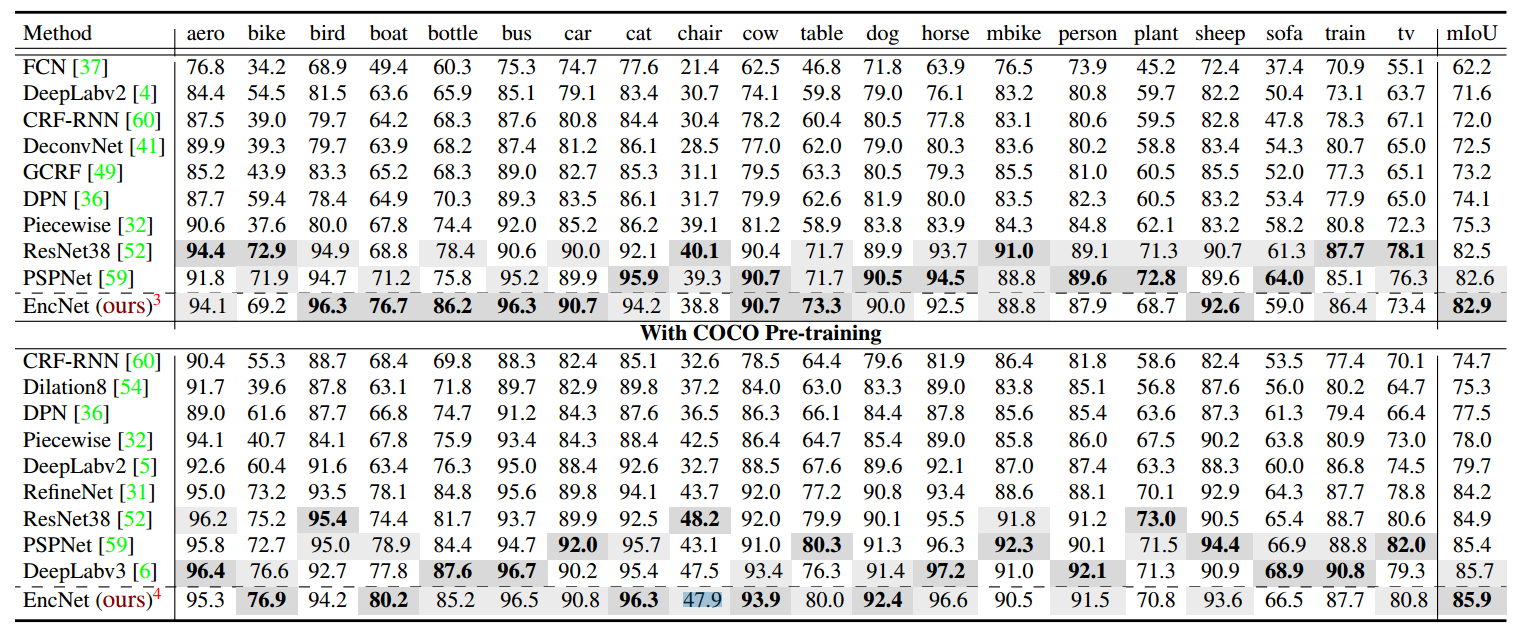 Method aero bike bird boat bottle bus car cat chair cow table dog horse mbike person plant sheep sofa train tv mIoU
FCN [37] 76.8 34.2 68.9 49.4 60.3 75.3 74.7 77.6 21.4 62.5 46.8 71.8 63.9 76.5 73.9 45.2 72.4 37.4 70.9 55.1 62.2
DeepLabv2 [4] 84.4 54.5 81.5 63.6 65.9 85.1 79.1 83.4 30.7 74.1 59.8 79.0 76.1 83.2 80.8 59.7 82.2 50.4 73.1 63.7 71.6
CRF-RNN [60] 87.5 39.0 79.7 64.2 68.3 87.6 80.8 84.4 30.4 78.2 60.4 80.5 77.8 83.1 80.6 59.5 82.8 47.8 78.3 67.1 72.0
DeconvNet [41] 89.9 39.3 79.7 63.9 68.2 87.4 81.2 86.1 28.5 77.0 62.0 79.0 80.3 83.6 80.2 58.8 83.4 54.3 80.7 65.0 72.5
GCRF [49] 85.2 43.9 83.3 65.2 68.3 89.0 82.7 85.3 31.1 79.5 63.3 80.5 79.3 85.5 81.0 60.5 85.5 52.0 77.3 65.1 73.2
DPN [36] 87.7 59.4 78.4 64.9 70.3 89.3 83.5 86.1 31.7 79.9 62.6 81.9 80.0 83.5 82.3 60.5 83.2 53.4 77.9 65.0 74.1
Piecewise [32] 90.6 37.6 80.0 67.8 74.4 92.0 85.2 86.2 39.1 81.2 58.9 83.8 83.9 84.3 84.8 62.1 83.2 58.2 80.8 72.3 75.3
ResNet38 [52] 94.4 72.9 94.9 68.8 78.4 90.6 90.0 92.1 40.1 90.4 71.7 89.9 93.7 91.0 89.1 71.3 90.7 61.3 87.7 78.1 82.5
PSPNet [59] 91.8 71.9 94.7 71.2 75.8 95.2 89.9 95.9 39.3 90.7 71.7 90.5 94.5 88.8 89.6 72.8 89.6 64.0 85.1 76.3 82.6
EncNet (ours)3 94.1 69.2 96.3 76.7 86.2 96.3 90.7 94.2 38.8 90.7 73.3 90.0 92.5 88.8 87.9 68.7 92.6 59.0 86.4 73.4 82.9
With COCO Pre-training
CRF-RNN [60] 90.4 55.3 88.7 68.4 69.8 88.3 82.4 85.1 32.6 78.5 64.4 79.6 81.9 86.4 81.8 58.6 82.4 53.5 77.4 70.1 74.7
Dilation8 [54] 91.7 39.6 87.8 63.1 71.8 89.7 82.9 89.8 37.2 84.0 63.0 83.3 89.0 83.8 85.1 56.8 87.6 56.0 80.2 64.7 75.3
DPN [36] 89.0 61.6 87.7 66.8 74.7 91.2 84.3 87.6 36.5 86.3 66.1 84.4 87.8 85.6 85.4 63.6 87.3 61.3 79.4 66.4 77.5
Piecewise [32] 94.1 40.7 84.1 67.8 75.9 93.4 84.3 88.4 42.5 86.4 64.7 85.4 89.0 85.8 86.0 67.5 90.2 63.8 80.9 73.0 78.0
DeepLabv2 [5] 92.6 60.4 91.6 63.4 76.3 95.0 88.4 92.6 32.7 88.5 67.6 89.6 92.1 87.0 87.4 63.3 88.3 60.0 86.8 74.5 79.7
RefineNet [31] 95.0 73.2 93.5 78.1 84.8 95.6 89.8 94.1 43.7 92.0 77.2 90.8 93.4 88.6 88.1 70.1 92.9 64.3 87.7 78.8 84.2
ResNet38 [52] 96.2 75.2 95.4 74.4 81.7 93.7 89.9 92.5 48.2 92.0 79.9 90.1 95.5 91.8 91.2 73.0 90.5 65.4 88.7 80.6 84.9
PSPNet [59] 95.8 72.7 95.0 78.9 84.4 94.7 92.0 95.7 43.1 91.0 80.3 91.3 96.3 92.3 90.1 71.5 94.4 66.9 88.8 82.0 85.4
DeepLabv3 [6] 96.4 76.6 92.7 77.8 87.6 96.7 90.2 95.4 47.5 93.4 76.3 91.4 97.2 91.0 92.1 71.3 90.9 68.9 90.8 79.3 85.7
EncNet (ours)4 95.3 76.9 94.2 80.2 85.2 96.5 90.8 96.3 47.9 93.9 80.0 92.4 96.6 90.5 91.5 70.8 93.6 66.5 87.7 80.8 85.9